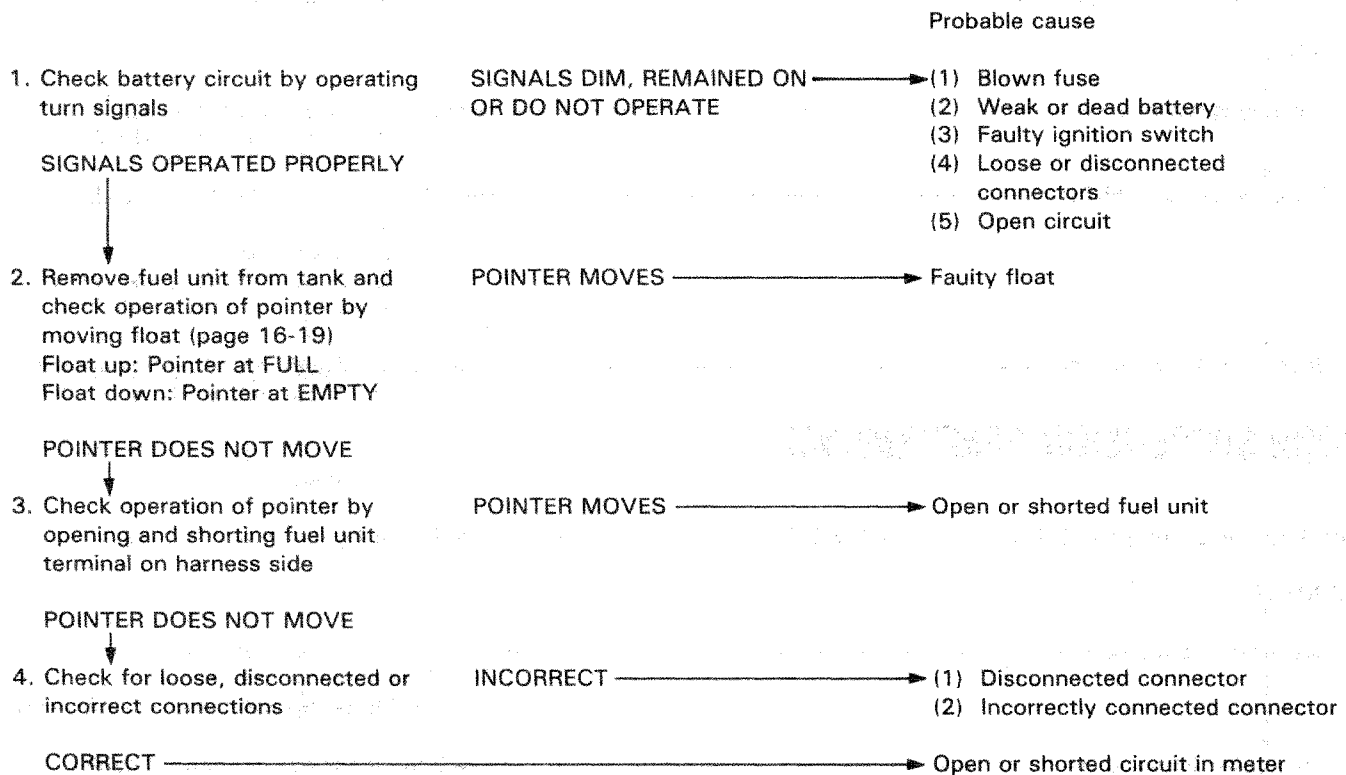 Probable cause
1. Check battery circuit by operating
turn signals
SIGNALS DIM, REMAINED ON
OR DO NOT OPERATE
(1) Blown fuse
(2) Weak or dead battery
(3) Faulty ignition switch
(4) Loose or disconnected
connectors
(5) Open circuit
SIGNALS OPERATED PROPERLY
2. Remove fuel unit from tank and
check operation of pointer by
moving float (page 16-19)
Float up: Pointer at FULL
Float down: Pointer at EMPTY
POINTER MOVES
Fauity float
POINTER DOES NOT MOVE
3. Check operation of pointer by
opening and shorting fuel unit
terminal on harness side
POINTER MOVES
Open or shorted fuel unit
POINTER DOES NOT MOVE
4. Check for loose, disconnected or
incorrect connections
INCORRECT
(1) Disconnected connector
(2) Incorrectly connected connector
CORRECT
Open or shorted circuit in meter